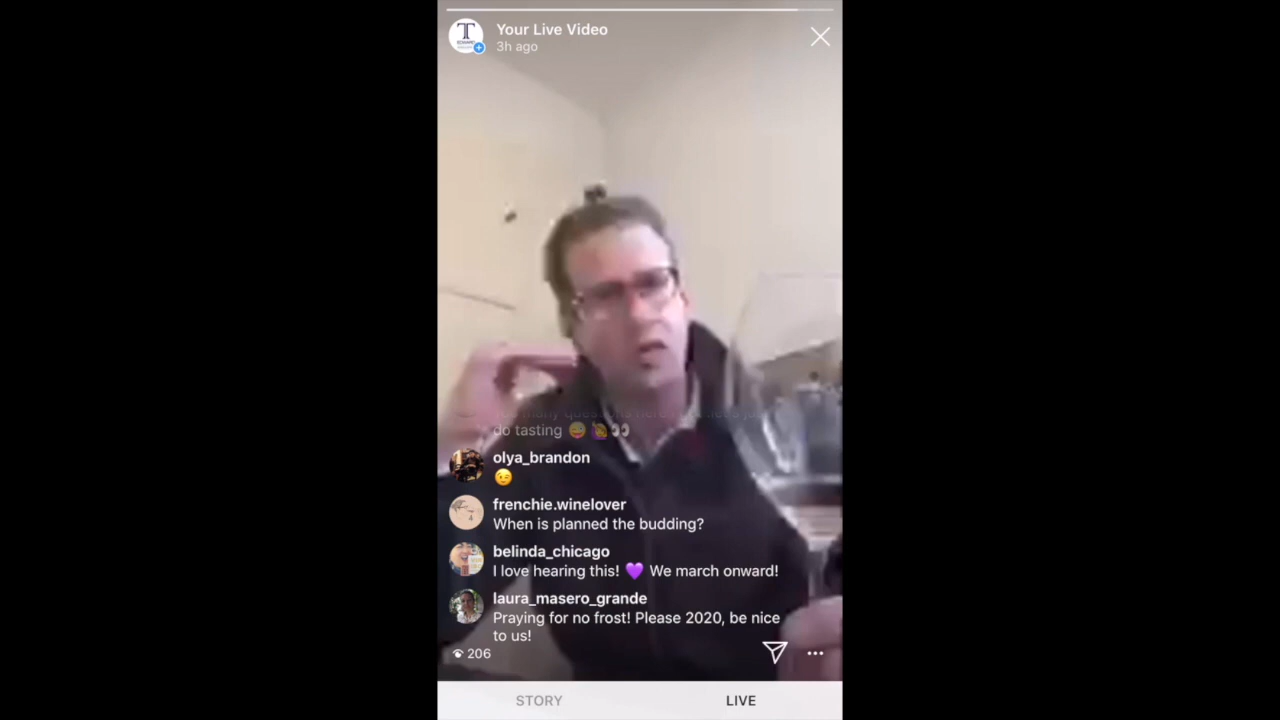 Your Live Video
3h ago
do tasting 😅🙋👀
olya_brandon
😉
frenchie.winelover
When is planned the budding?
belinda_chicago
I love hearing this! 💜 We march onward!
laura_masero_grande
Praying for no frost! Please 2020, be nice
to us!
206
STORY
LIVE